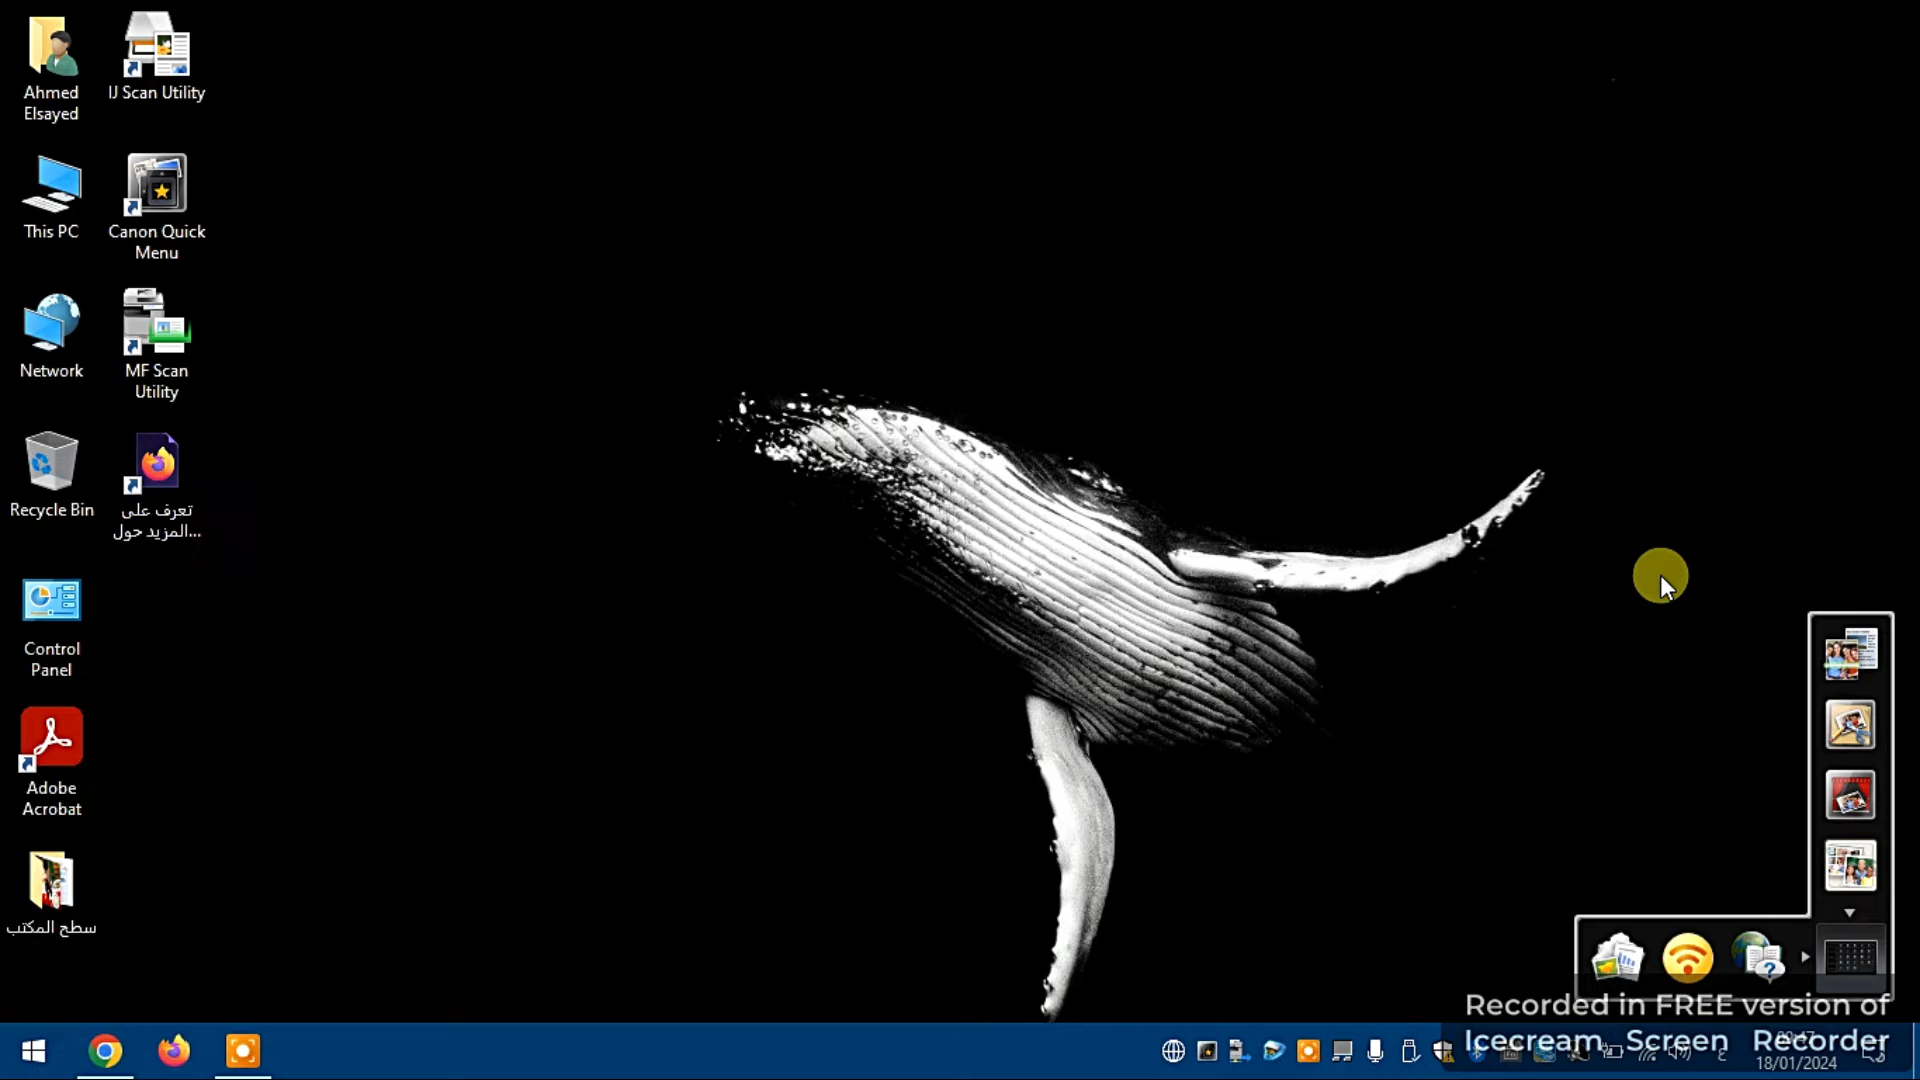 Ahmed
Elsayed
IJ Scan Utility
This PC
Canon Quick
Menu
Network
MF Scan
Utility
Recycle Bin
تعرف على
المزيد حول...
Control
Panel
Adobe
Acrobat
سطح المكتب
Recorded in FREE version of
Icecream Screen Recorder
ع
18/01/2024